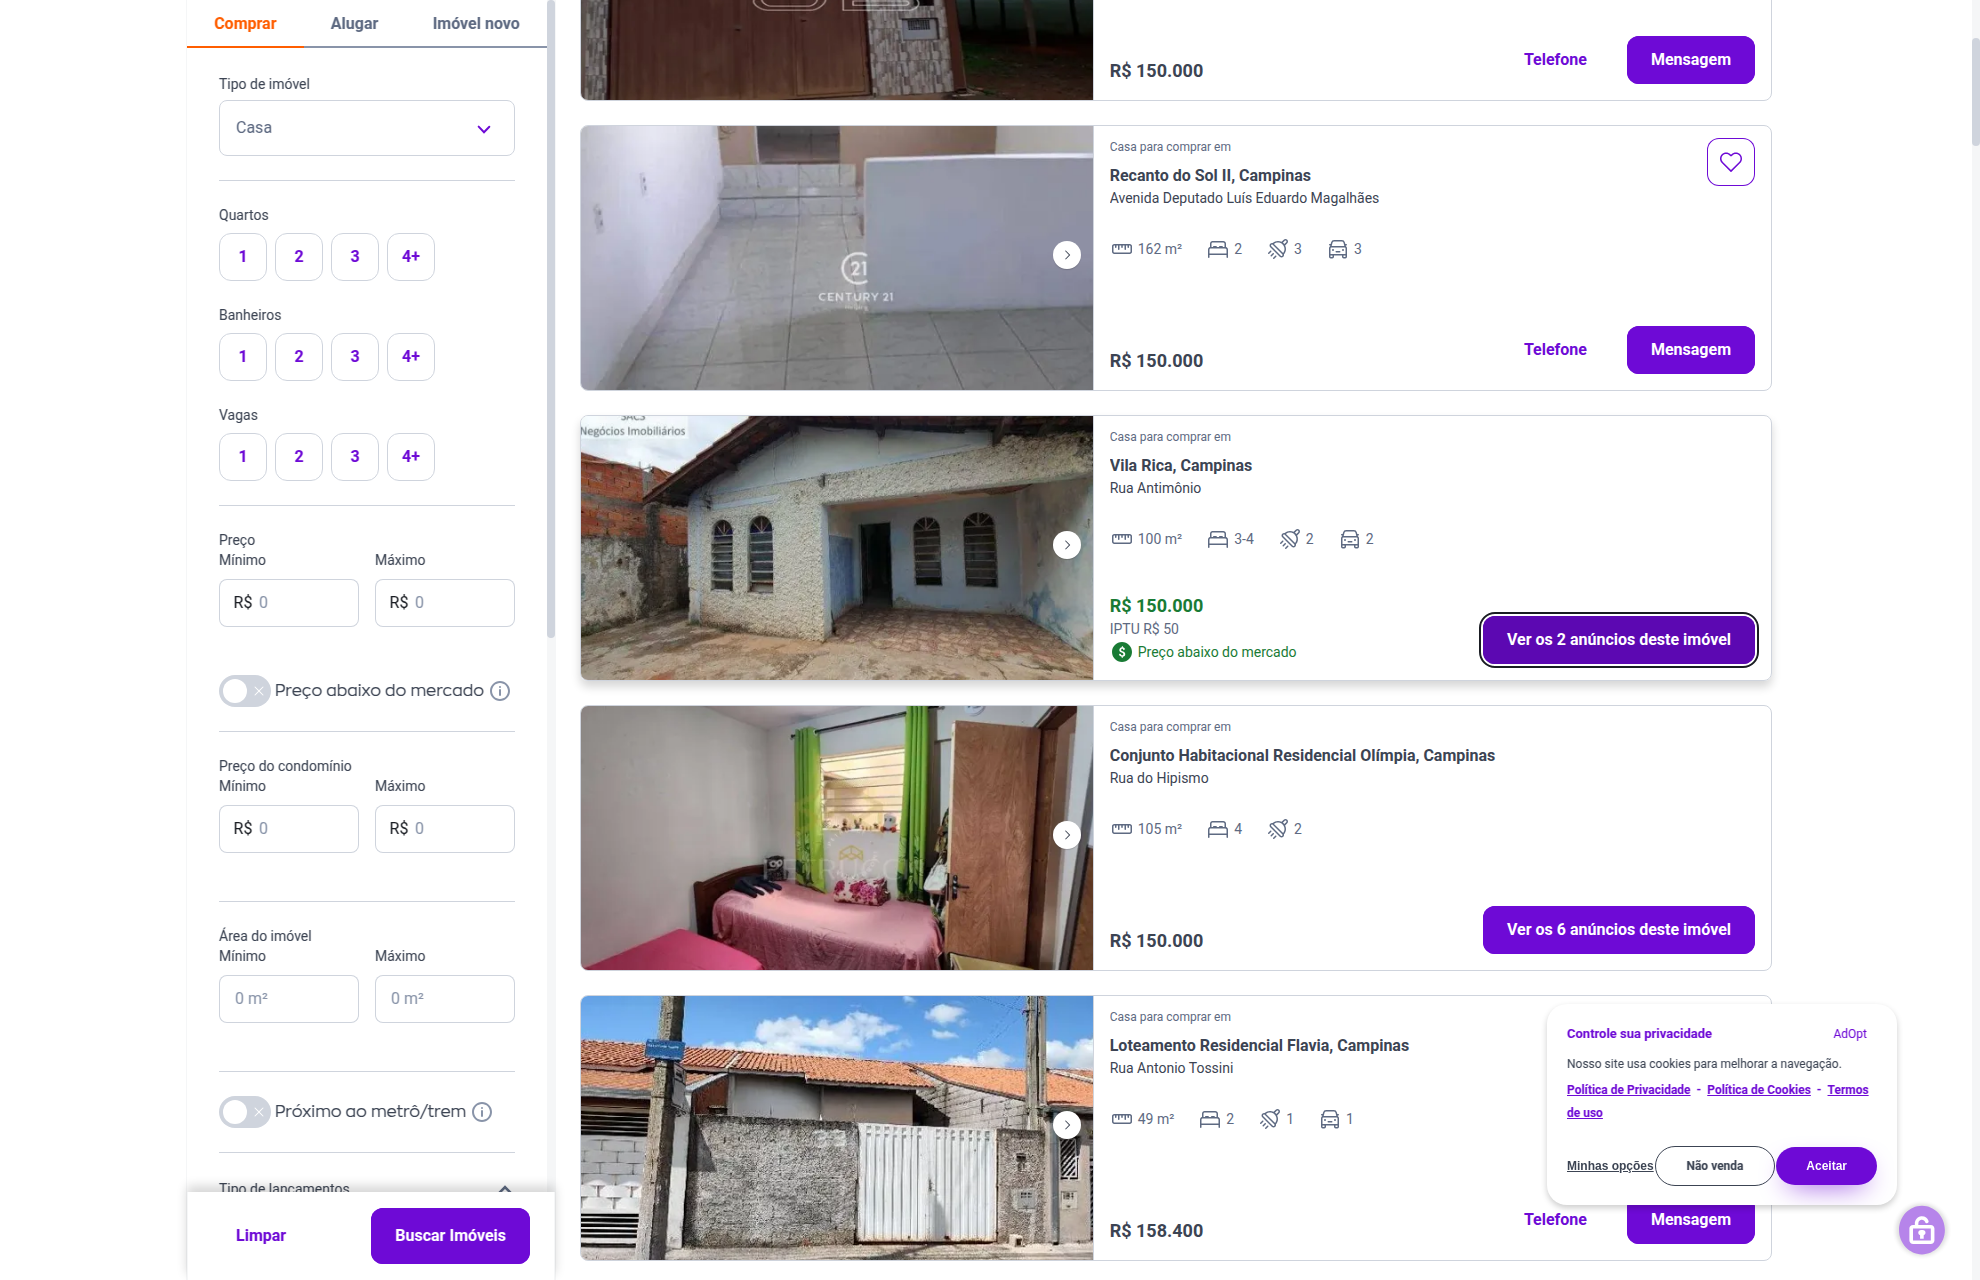 Comprar
Alugar
Imóvel novo
Tipo de imóvel
Casa
Quartos
1
2
3
4+
Banheiros
1
2
3
4+
Vagas
1
2
3
4+
Preço
Mínimo
Máximo
R$ 0
R$ 0
Preço abaixo do mercado
Preço do condomínio
Mínimo
Máximo
R$ 0
R$ 0
Área do imóvel
Mínimo
Máximo
0 m²
0 m²
Próximo ao metrô/trem
Tipo de lançamentos
Limpar
Buscar Imóveis
R$ 150.000
Telefone
Mensagem
21
CENTURY 21
Casa para comprar em
Recanto do Sol II, Campinas
Avenida Deputado Luís Eduardo Magalhães
162 m²
2
3
3
R$ 150.000
Telefone
Mensagem
SACS
Negócios Imobiliários
Casa para comprar em
Vila Rica, Campinas
Rua Antimônio
100 m²
3-4
2
2
R$ 150.000
IPTU R$ 50
$ Preço abaixo do mercado
Ver os 2 anúncios deste imóvel
Casa para comprar em
Conjunto Habitacional Residencial Olímpia, Campinas
Rua do Hipismo
105 m²
4
2
R$ 150.000
Ver os 6 anúncios deste imóvel
Casa para comprar em
Loteamento Residencial Flavia, Campinas
Rua Antonio Tossini
49 m²
2
1
1
R$ 158.400
Telefone
Mensagem
Controle sua privacidade
AdOpt
Nosso site usa cookies para melhorar a navegação.
Política de Privacidade - Política de Cookies - Termos
de uso
Minhas opções
Não venda
Aceitar